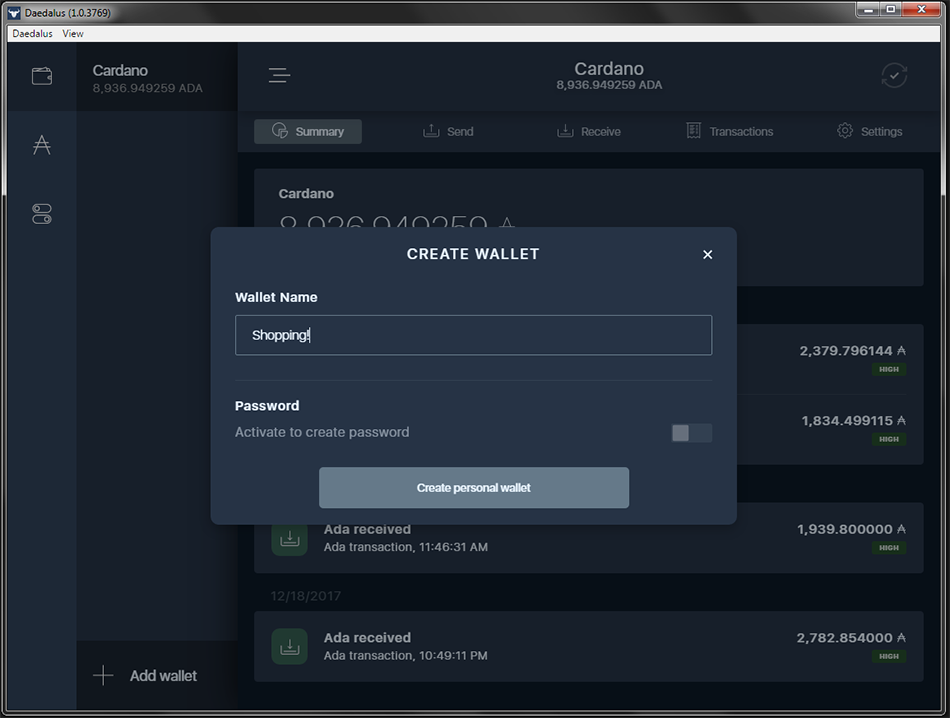 Daedalus (1.0.3769)
Daedalus View
Cardano
8,936.949259 ADA
Cardano
8,936.949259 ADA
Summary Send Receive Transactions Settings
Cardano
8,936.949259
CREATE WALLET
Wallet Name
Shopping!
2,379.796144
HIGH
Password
Activate to create password
1,834.499115
HIGH
Create personal wallet
Ada received
1,939.800000
Ada transaction, 11:46:31 AM
HIGH
12/18/2017
Ada received
2,782.854000
Ada transaction, 10:49:11 PM
HIGH
Add wallet